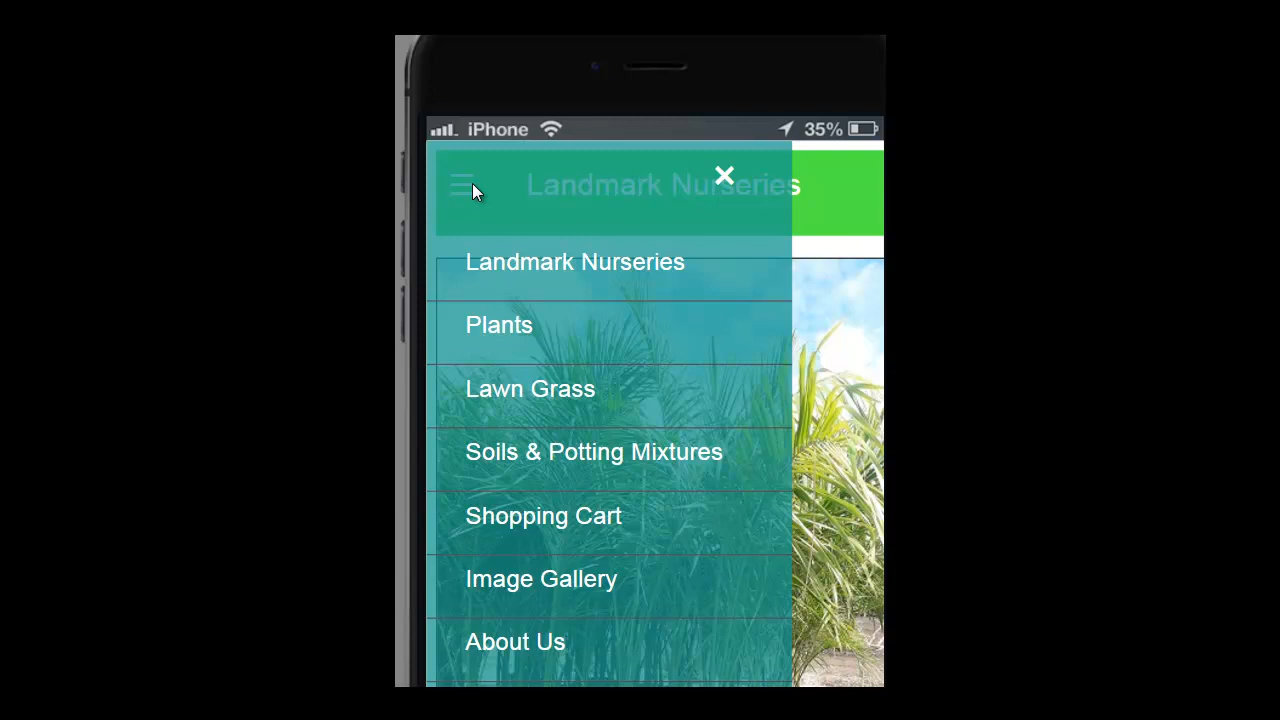 iPhone 35%
Landmark Nurseries
Landmark Nurseries
Plants
Lawn Grass
Soils & Potting Mixtures
Shopping Cart
Image Gallery
About Us